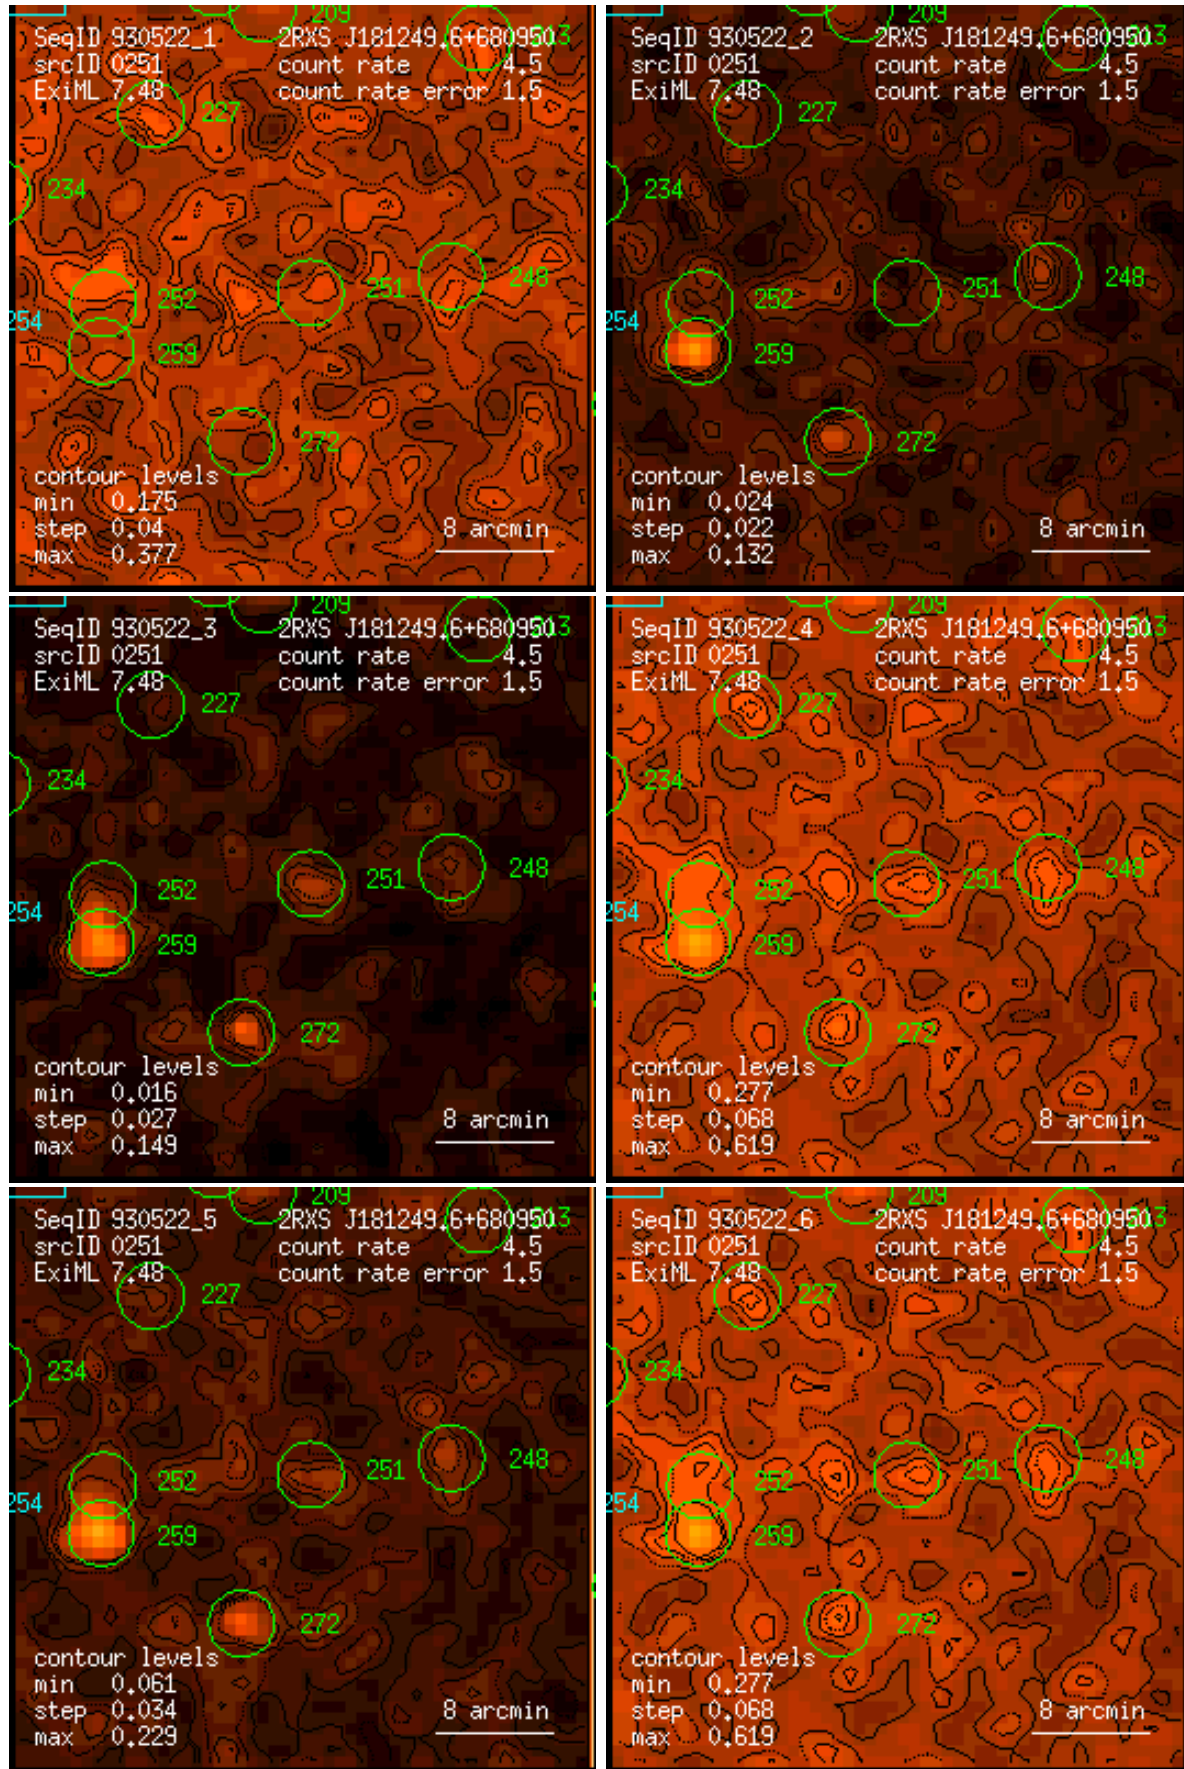 209
SeqID 930522_1 2RXS J181249.6+680950 213
srcID 0251 count rate 4.5
ExiML 7.48 count rate error 1.5
227
234
252 251 248
254
259
272
contour levels
min 0.175
step 0.04 8 arcmin
max 0.377
209
SeqID 930522_2 2RXS J181249.6+680950 213
srcID 0251 count rate 4.5
ExiML 7.48 count rate error 1.5
227
234
252 251 248
254
259
272
contour levels
min 0.024
step 0.022 8 arcmin
max 0.132
209
SeqID 930522_3 2RXS J181249.6+680950 213
srcID 0251 count rate 4.5
ExiML 7.48 count rate error 1.5
227
234
252 251 248
254
259
272
contour levels
min 0.016
step 0.027 8 arcmin
max 0.149
209
SeqID 930522_4 2RXS J181249.6+680950 213
srcID 0251 count rate 4.5
ExiML 7.48 count rate error 1.5
227
234
252 251 248
254
259
272
contour levels
min 0.277
step 0.068 8 arcmin
max 0.619
209
SeqID 930522_5 2RXS J181249.6+680950 213
srcID 0251 count rate 4.5
ExiML 7.48 count rate error 1.5
227
234
252 251 248
254
259
272
contour levels
min 0.061
step 0.034 8 arcmin
max 0.229
209
SeqID 930522_6 2RXS J181249.6+680950 213
srcID 0251 count rate 4.5
ExiML 7.48 count rate error 1.5
227
234
252 251 248
254
259
272
contour levels
min 0.277
step 0.068 8 arcmin
max 0.619